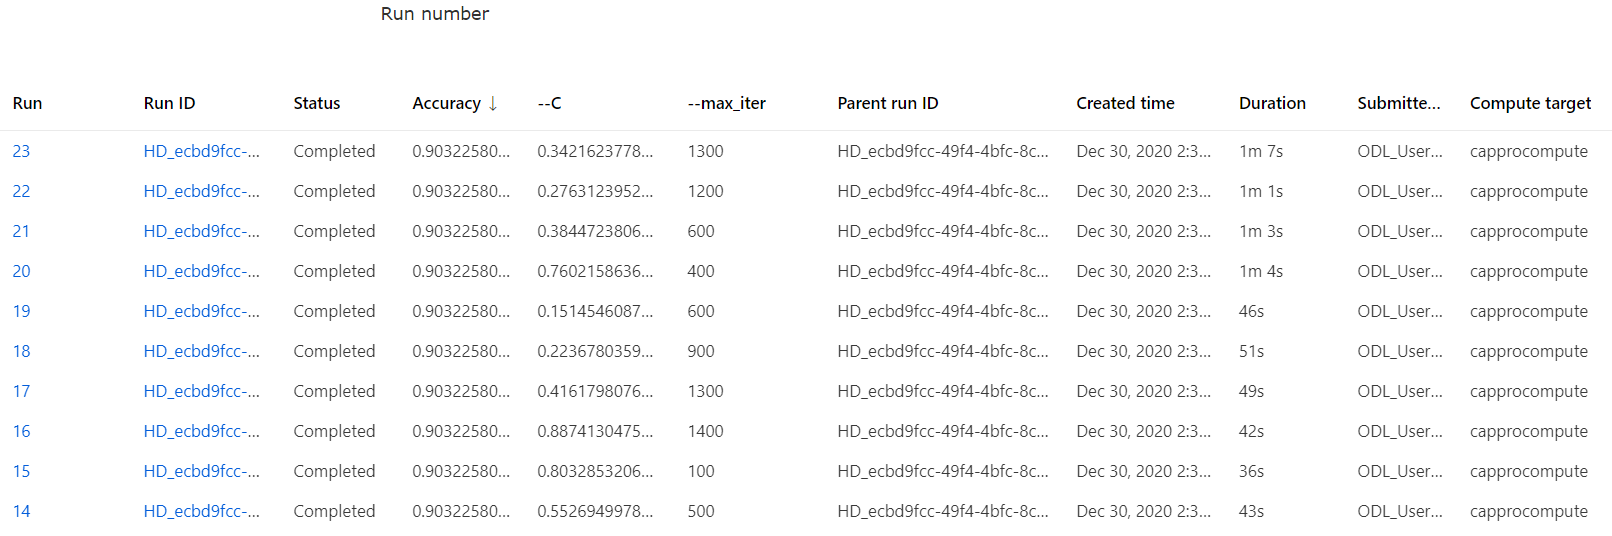 Run number
Run Run ID Status Accuracy ↓ --C --max_iter Parent run ID Created time Duration Submitte... Compute target
23 HD_ecbd9fcc-... Completed 0.90322580... 0.3421623778... 1300 HD_ecbd9fcc-49f4-4bfc-8c... Dec 30, 2020 2:3... 1m 7s ODL_User... capprocompute
22 HD_ecbd9fcc-... Completed 0.90322580... 0.2763123952... 1200 HD_ecbd9fcc-49f4-4bfc-8c... Dec 30, 2020 2:3... 1m 1s ODL_User... capprocompute
21 HD_ecbd9fcc-... Completed 0.90322580... 0.3844723806... 600 HD_ecbd9fcc-49f4-4bfc-8c... Dec 30, 2020 2:3... 1m 3s ODL_User... capprocompute
20 HD_ecbd9fcc-... Completed 0.90322580... 0.7602158636... 400 HD_ecbd9fcc-49f4-4bfc-8c... Dec 30, 2020 2:3... 1m 4s ODL_User... capprocompute
19 HD_ecbd9fcc-... Completed 0.90322580... 0.1514546087... 600 HD_ecbd9fcc-49f4-4bfc-8c... Dec 30, 2020 2:3... 46s ODL_User... capprocompute
18 HD_ecbd9fcc-... Completed 0.90322580... 0.2236780359... 900 HD_ecbd9fcc-49f4-4bfc-8c... Dec 30, 2020 2:3... 51s ODL_User... capprocompute
17 HD_ecbd9fcc-... Completed 0.90322580... 0.4161798076... 1300 HD_ecbd9fcc-49f4-4bfc-8c... Dec 30, 2020 2:3... 49s ODL_User... capprocompute
16 HD_ecbd9fcc-... Completed 0.90322580... 0.8874130475... 1400 HD_ecbd9fcc-49f4-4bfc-8c... Dec 30, 2020 2:3... 42s ODL_User... capprocompute
15 HD_ecbd9fcc-... Completed 0.90322580... 0.8032853206... 100 HD_ecbd9fcc-49f4-4bfc-8c... Dec 30, 2020 2:3... 36s ODL_User... capprocompute
14 HD_ecbd9fcc-... Completed 0.90322580... 0.5526949978... 500 HD_ecbd9fcc-49f4-4bfc-8c... Dec 30, 2020 2:3... 43s ODL_User... capprocompute